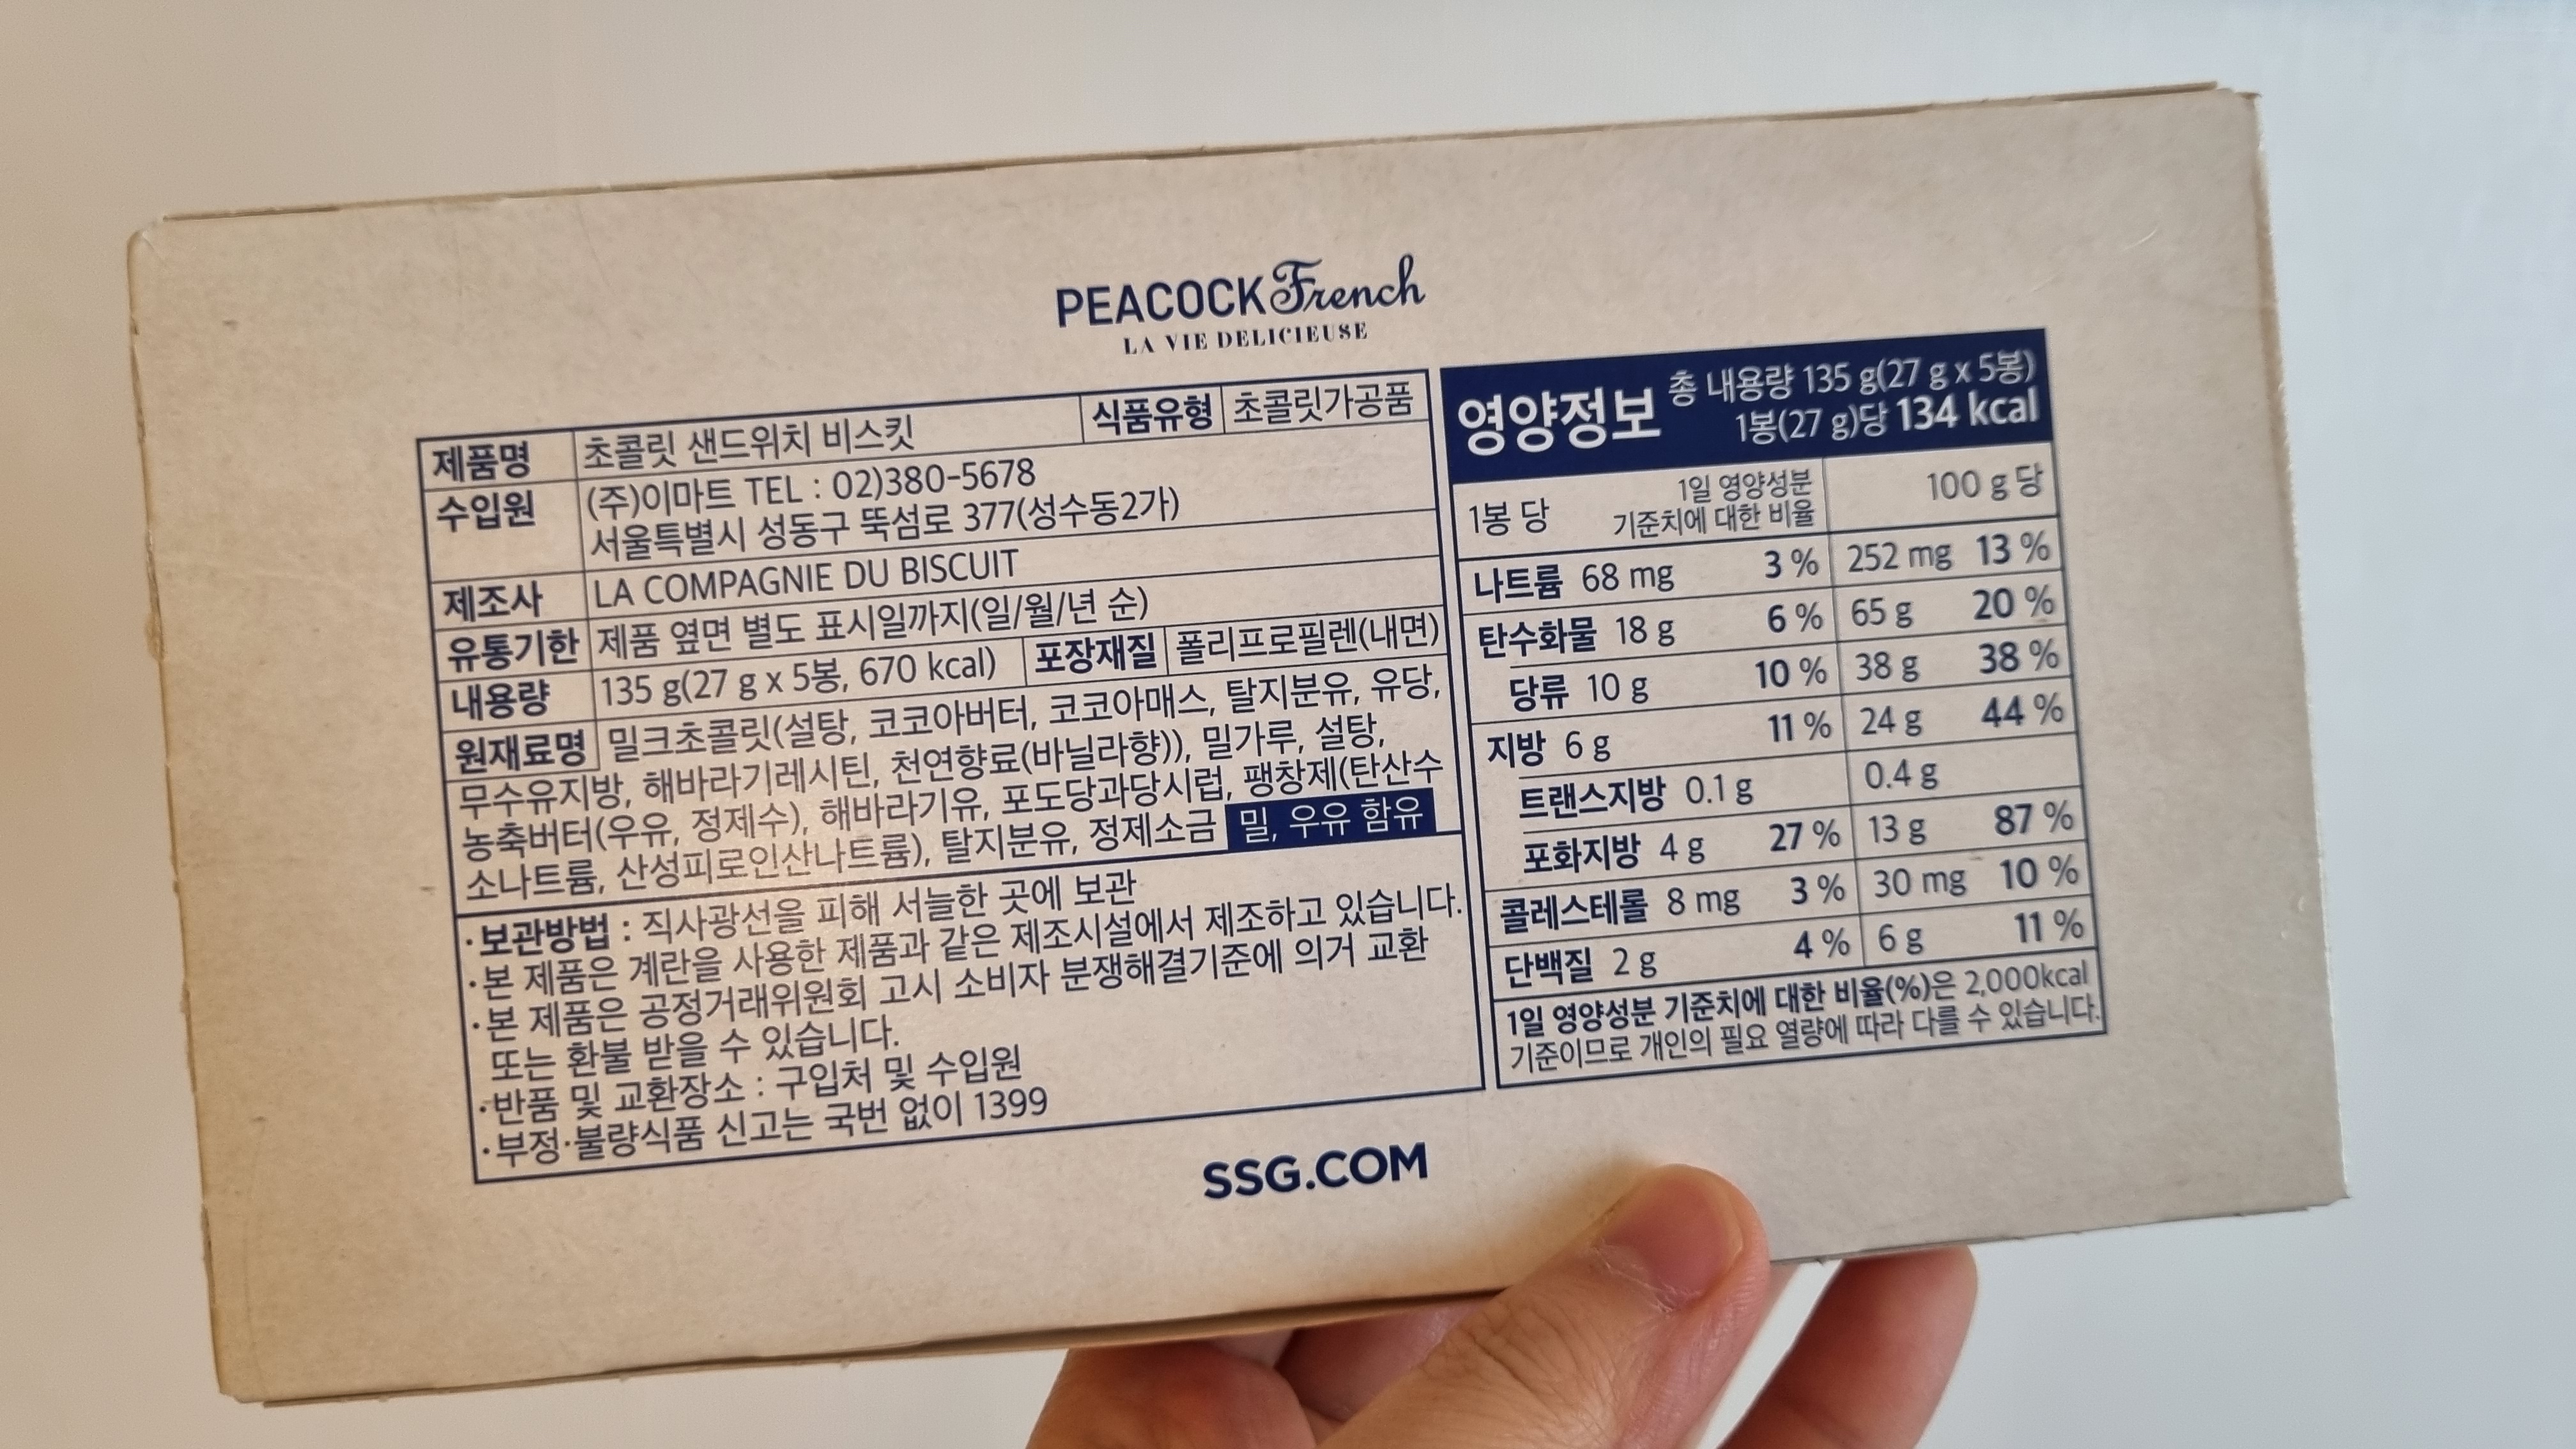 PEACOCK French
LA VIE DELICIEUSE
제품명 초콜릿 샌드위치 비스킷 식품유형 초콜릿가공품
수입원 (주)이마트 TEL : 02)380-5678
서울특별시 성동구 뚝섬로 377(성수동2가)
제조사 LA COMPAGNIE DU BISCUIT
유통기한 제품 옆면 별도 표시일까지(일/월/년 순)
내용량 135 g(27 g x 5봉, 670 kcal) 포장재질 폴리프로필렌(내면)
원재료명 밀크초콜릿(설탕, 코코아버터, 코코아매스, 탈지분유, 유당,
무수유지방, 해바라기레시틴, 천연향료(바닐라향)), 밀가루, 설탕,
농축버터(우유, 정제수), 해바라기유, 포도당과당시럽, 팽창제(탄산수
소나트륨, 산성피로인산나트륨), 탈지분유, 정제소금 밀, 우유 함유
· 보관방법 : 직사광선을 피해 서늘한 곳에 보관
· 본 제품은 계란을 사용한 제품과 같은 제조시설에서 제조하고 있습니다.
· 본 제품은 공정거래위원회 고시 소비자 분쟁해결기준에 의거 교환
또는 환불 받을 수 있습니다.
· 반품 및 교환장소 : 구입처 및 수입원
· 부정·불량식품 신고는 국번 없이 1399
영양정보 총 내용량 135 g(27 g x 5봉)
1봉(27 g)당 134 kcal
1봉 당 1일 영양성분 기준치에 대한 비율 100 g 당
나트륨 68 mg 3 % 252 mg 13 %
탄수화물 18 g 6 % 65 g 20 %
당류 10 g 10 % 38 g 38 %
지방 6 g 11 % 24 g 44 %
트랜스지방 0.1 g 0.4 g
포화지방 4 g 27 % 13 g 87 %
콜레스테롤 8 mg 3 % 30 mg 10 %
단백질 2 g 4 % 6 g 11 %
1일 영양성분 기준치에 대한 비율(%)은 2,000kcal
기준이므로 개인의 필요 열량에 따라 다를 수 있습니다.
SSG.COM